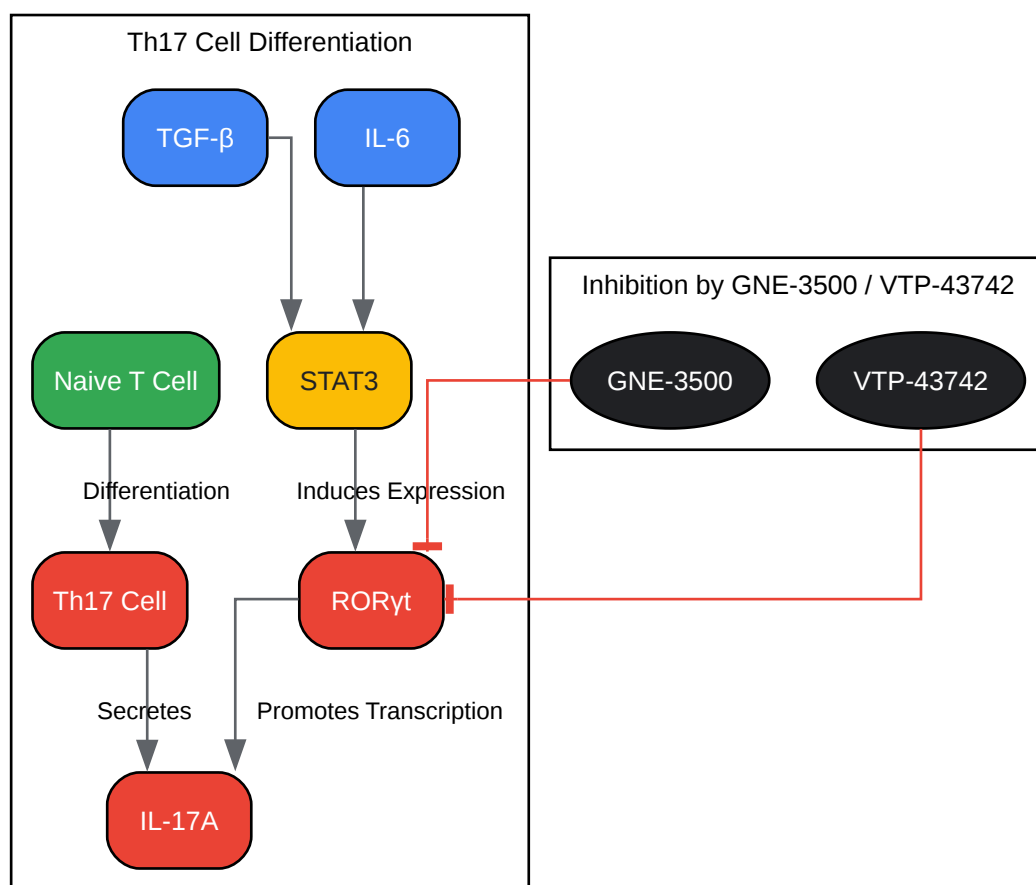 Th17 Cell Differentiation
TGF-β
IL-6
Inhibition by GNE-3500 / VTP-43742
Naive T Cell
STAT3
GNE-3500
VTP-43742
Differentiation
Induces Expression
Th17 Cell
RORγt
Secretes
Promotes Transcription
IL-17A